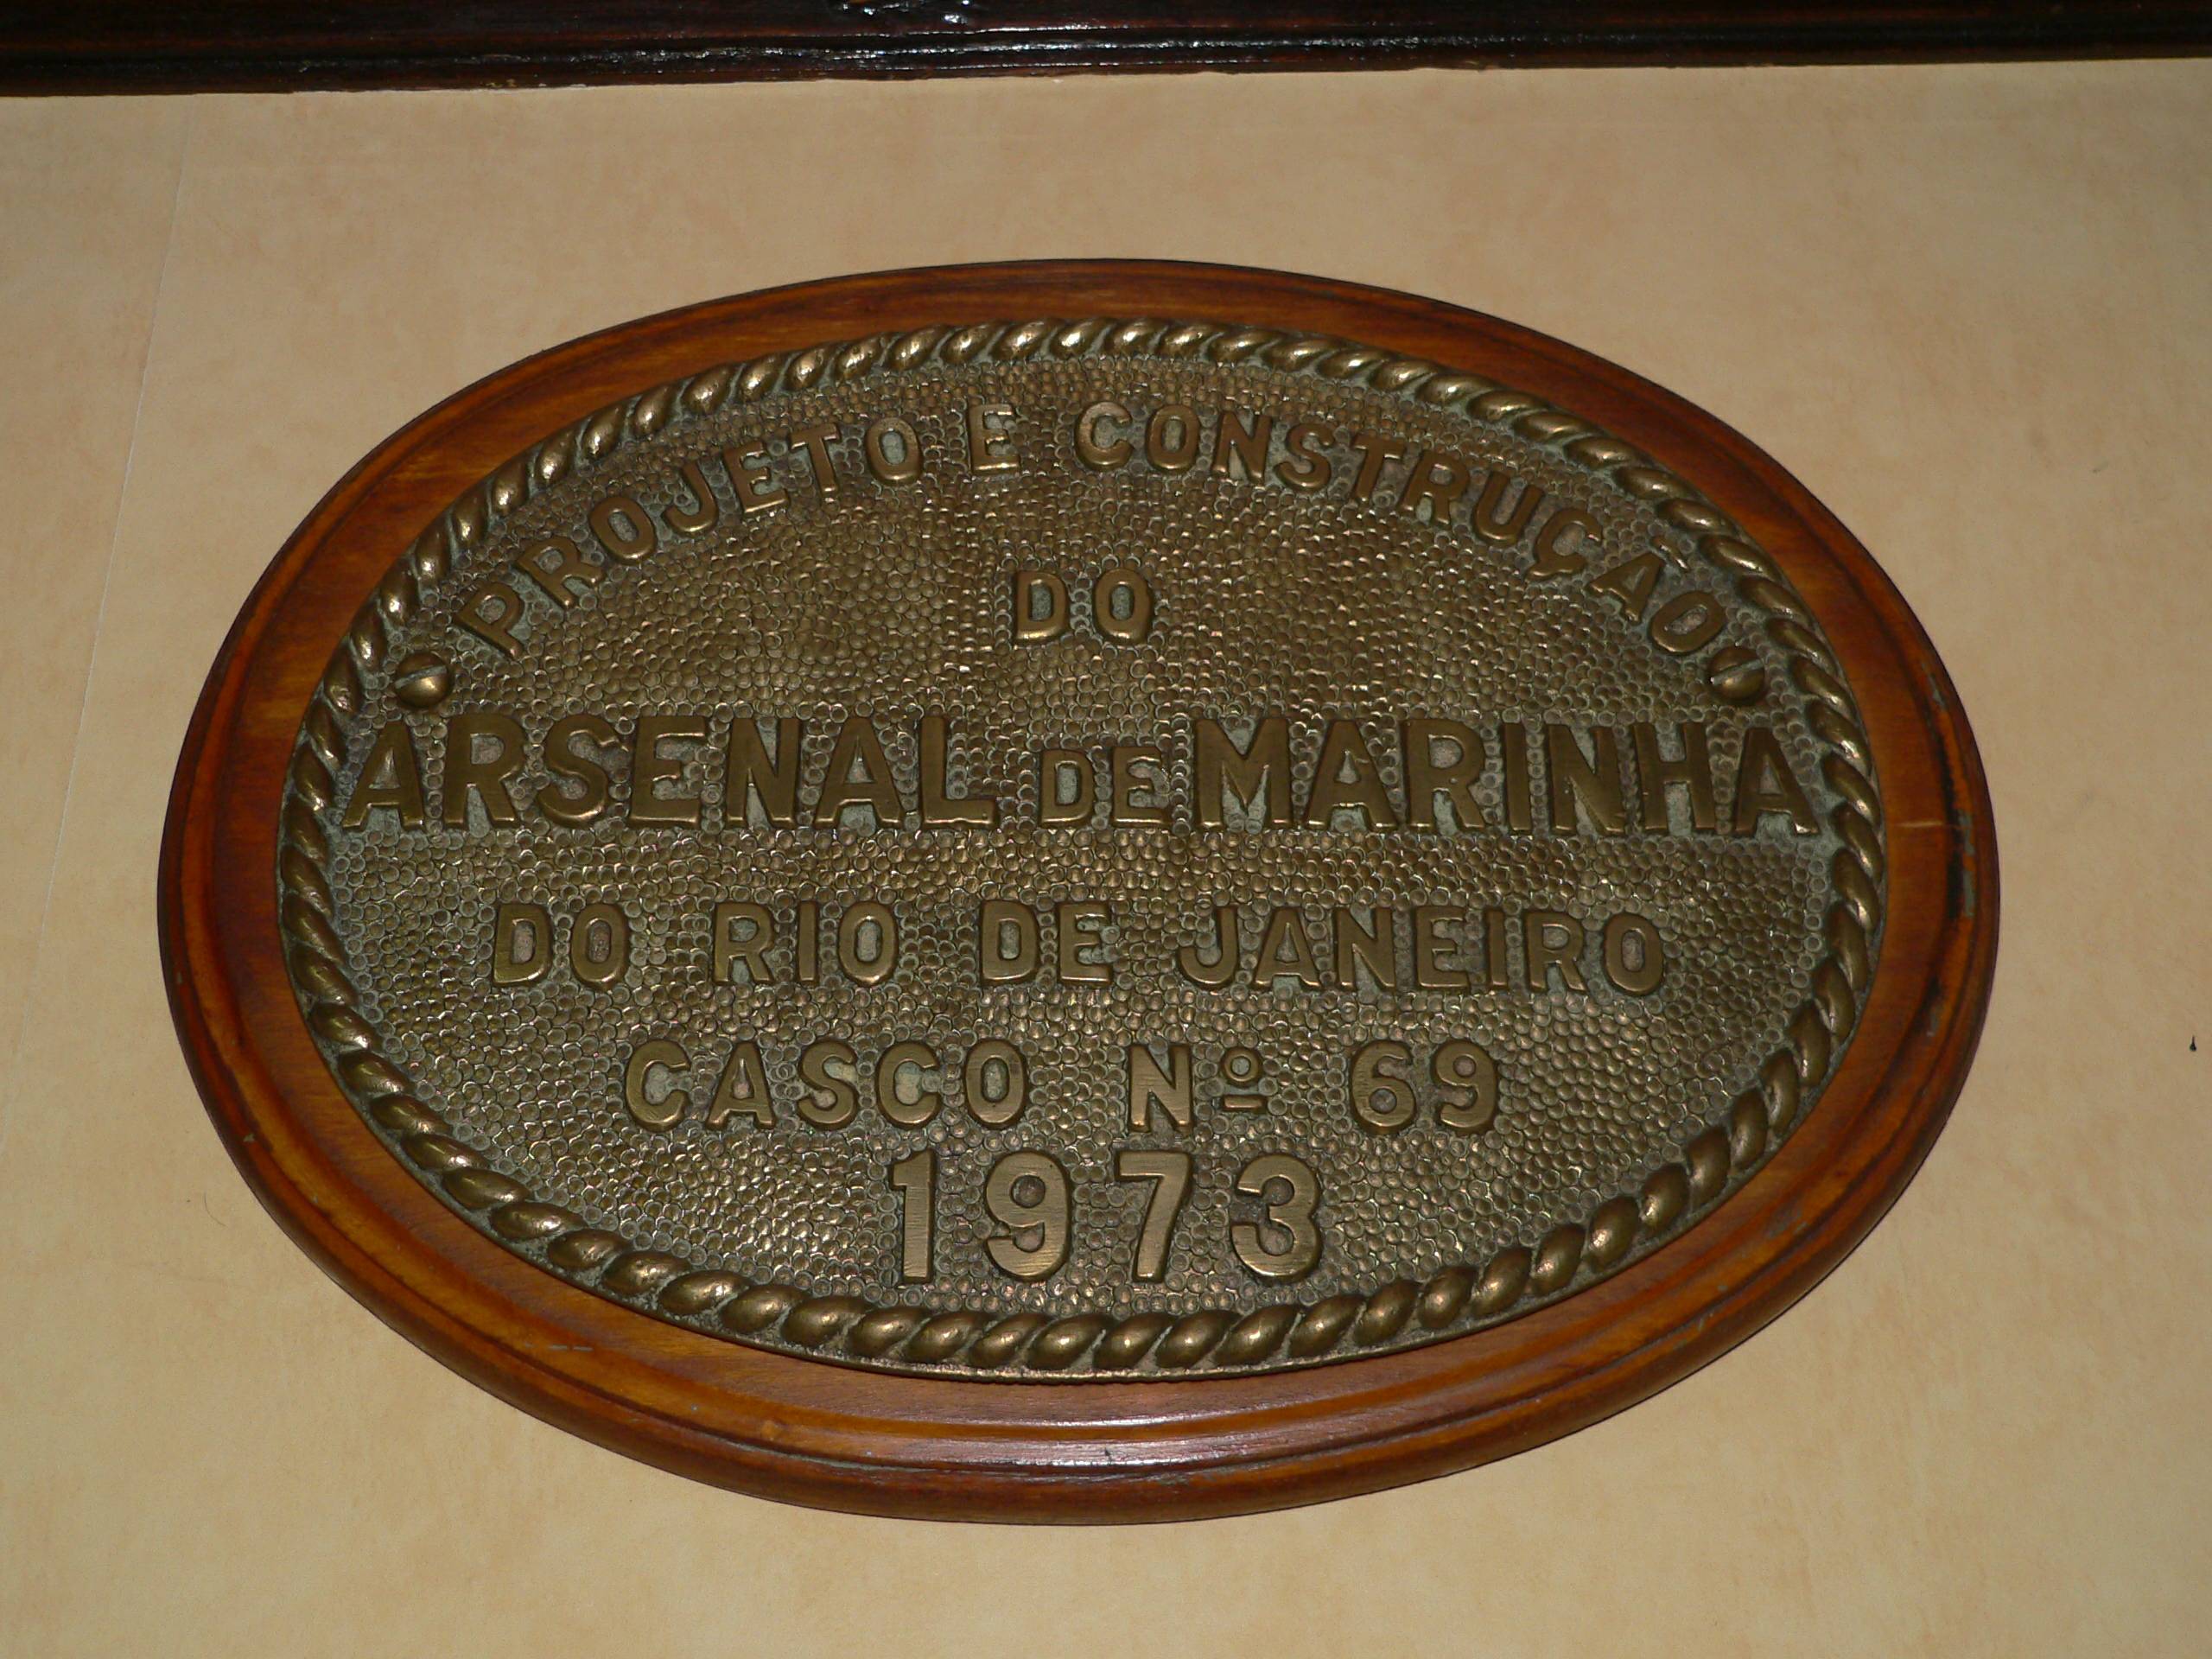 PROJETO E CONSTRUÇÃO
DO
ARSENAL DE MARINHA
DO RIO DE JANEIRO
CASCO Nº 69
1973